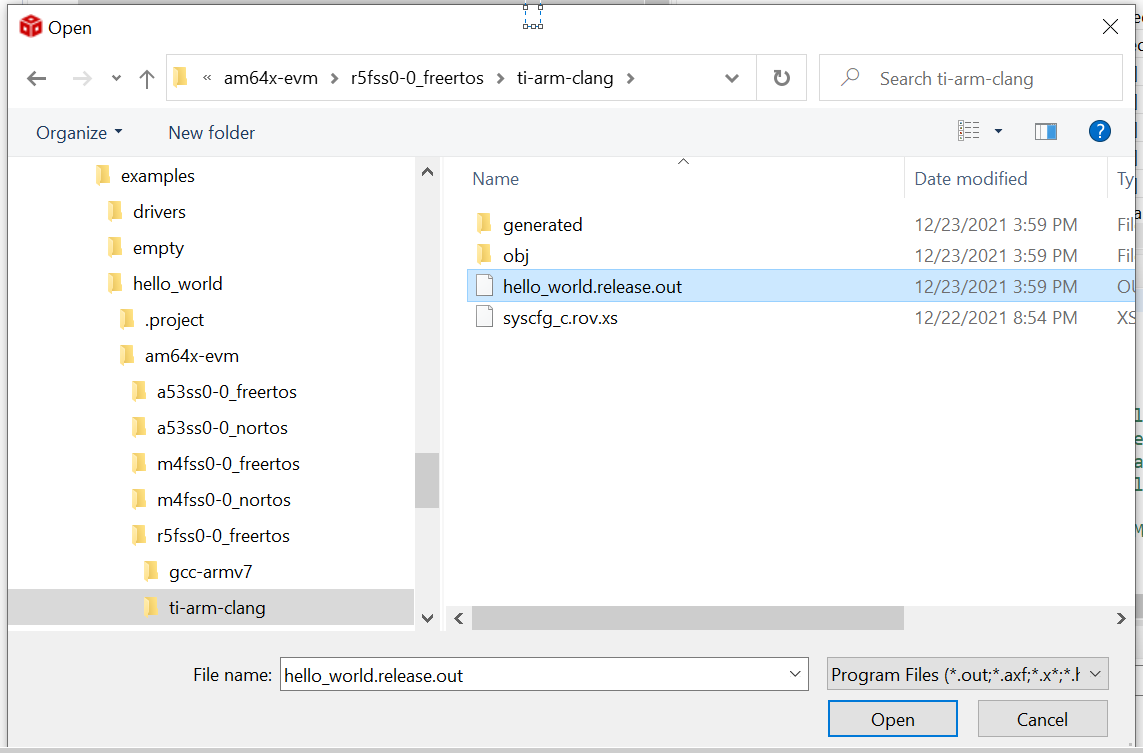 Open
« am64x-evm > r5fss0-0_freertos > ti-arm-clang >
Search ti-arm-clang
Organize
New folder
?
examples
drivers
empty
hello_world
.project
am64x-evm
a53ss0-0_freertos
a53ss0-0_nortos
m4fss0-0_freertos
m4fss0-0_nortos
r5fss0-0_freertos
gcc-armv7
ti-arm-clang
Name Date modified Ty
generated 12/23/2021 3:59 PM Fil
obj 12/23/2021 3:59 PM Fil
hello_world.release.out 12/23/2021 3:59 PM OU
syscfg_c.rov.xs 12/22/2021 8:54 PM XS
File name: hello_world.release.out
Program Files (*.out;*.axf;*.x*;*.h
Open Cancel